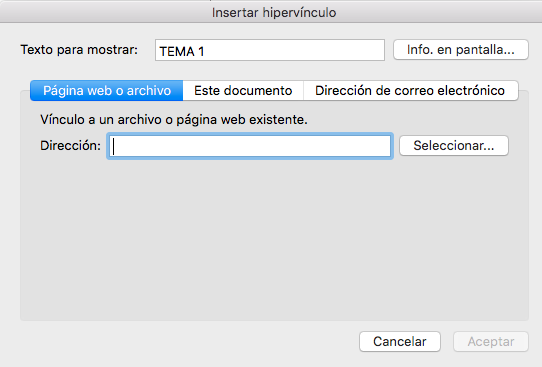 Insertar hipervínculo
Texto para mostrar: TEMA 1 Info. en pantalla...
Página web o archivo Este documento Dirección de correo electrónico
Vínculo a un archivo o página web existente.
Dirección: Seleccionar...
Cancelar Aceptar